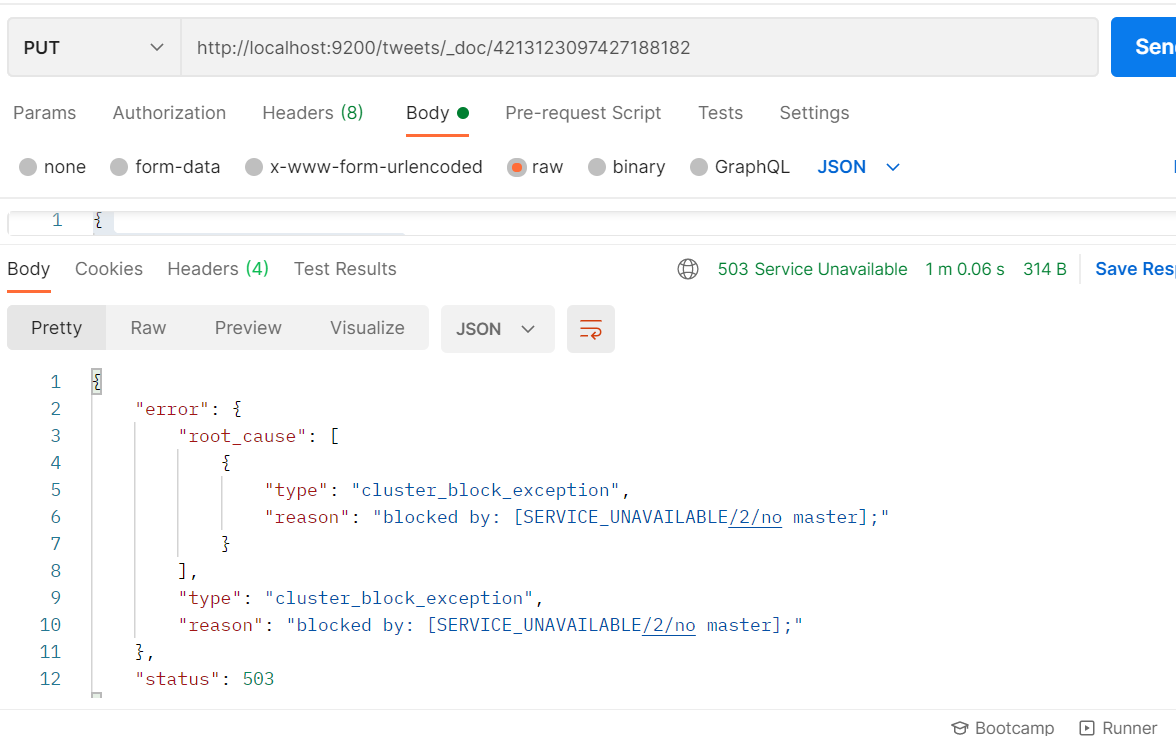 PUT http://localhost:9200/tweets/_doc/4213123097427188182 Sen
Params Authorization Headers (8) Body Pre-request Script Tests Settings
none form-data x-www-form-urlencoded raw binary GraphQL JSON
1 {
Body Cookies Headers (4) Test Results 503 Service Unavailable 1 m 0.06 s 314 B Save Resp
Pretty Raw Preview Visualize JSON
1 {
2 "error": {
3 "root_cause": [
4 {
5 "type": "cluster_block_exception",
6 "reason": "blocked by: [SERVICE_UNAVAILABLE/2/no master];"
7 }
8 ],
9 "type": "cluster_block_exception",
10 "reason": "blocked by: [SERVICE_UNAVAILABLE/2/no master];"
11 },
12 "status": 503
Bootcamp Runner